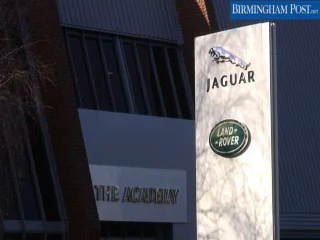 BIRMINGHAM POST.net
JAGUAR
LAND-
-ROVER
THE ACADEMY